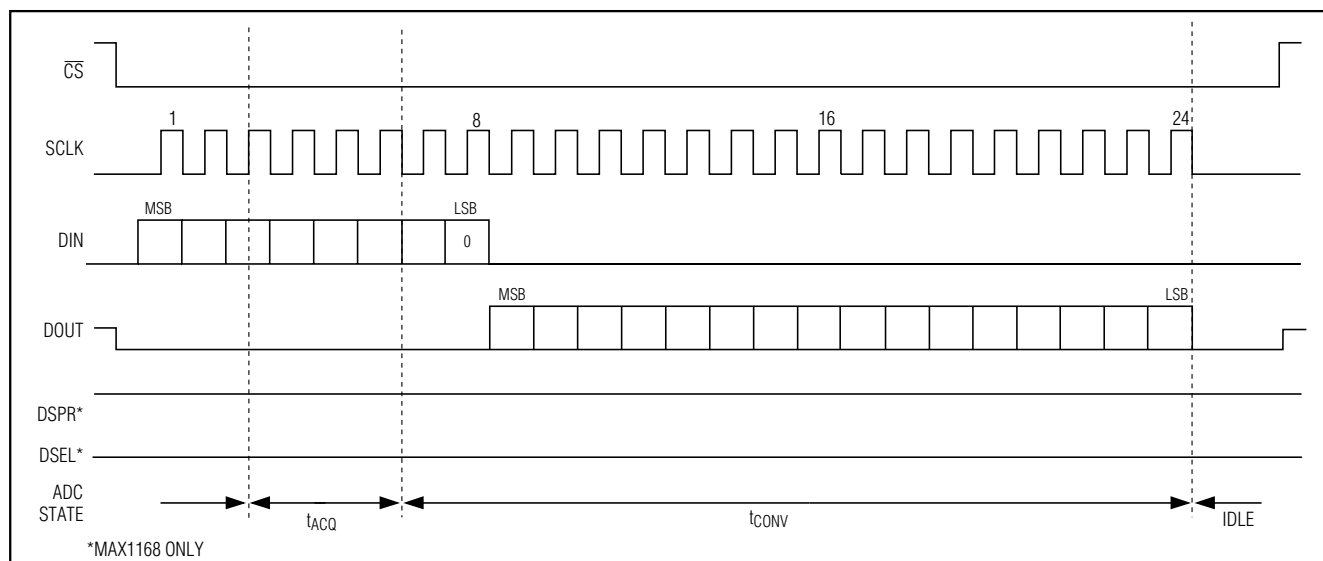 CS
1 8 16 24
SCLK
MSB LSB
DIN 0
MSB LSB
DOUT
DSPR*
DSEL*
ADC
STATE
tACQ tCONV IDLE
*MAX1168 ONLY